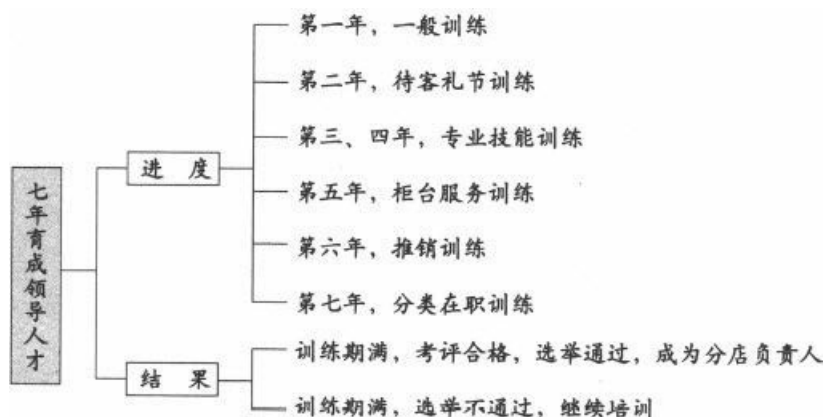 七年育成领导人才
进度
第一年，一般训练
第二年，待客礼节训练
第三、四年，专业技能训练
第五年，柜台服务训练
第六年，推销训练
第七年，分类在职训练
结果
训练期满，考评合格，选举通过，成为分店负责人
训练期满，选举不通过，继续培训